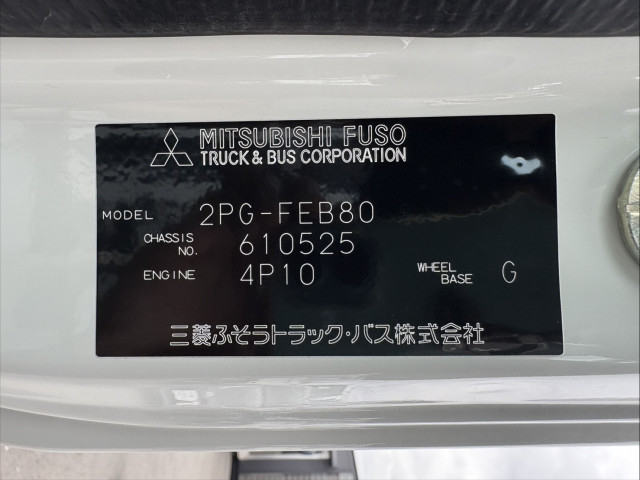 MITSUBISHI FUSO
TRUCK & BUS CORPORATION
MODEL 2PG-FEB80
CHASSIS NO. 610525
ENGINE 4P10 WHEEL BASE G
三菱ふそうトラック・バス株式会社